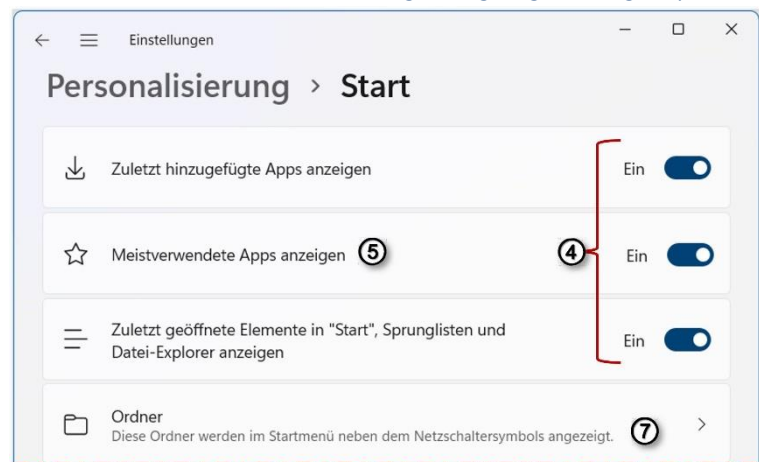 Einstellungen
Personalisierung > Start
Zuletzt hinzugefügte Apps anzeigen Ein
Meistverwendete Apps anzeigen ⑤ ④ Ein
Zuletzt geöffnete Elemente in "Start", Sprunglisten und
Datei-Explorer anzeigen Ein
Ordner
Diese Ordner werden im Startmenü neben dem Netzschaltersymbols angezeigt. ⑦